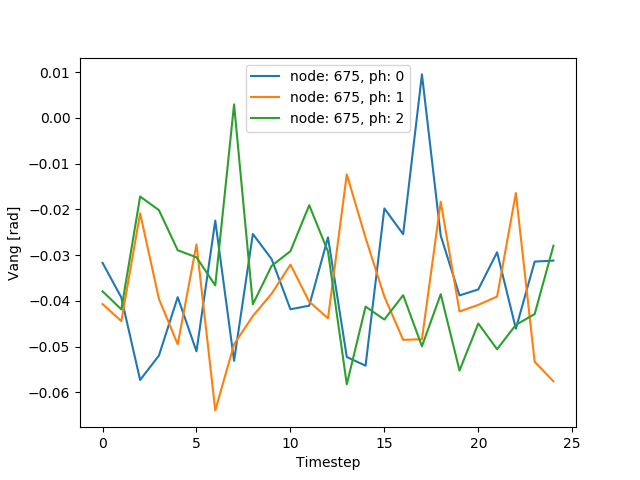 node: 675, ph: 0
node: 675, ph: 1
node: 675, ph: 2
0.01
0.00
−0.01
−0.02
−0.03
−0.04
−0.05
−0.06
Vang [rad]
0 5 10 15 20 25
Timestep